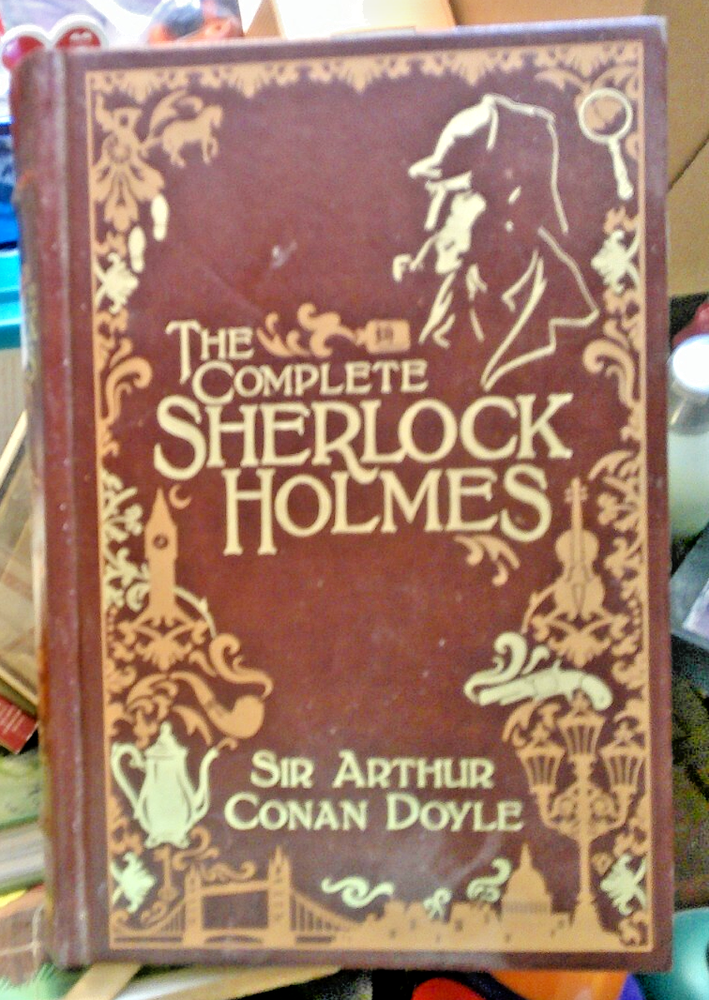 THE
COMPLETE
SHERLOCK
HOLMES
SIR ARTHUR
CONAN DOYLE